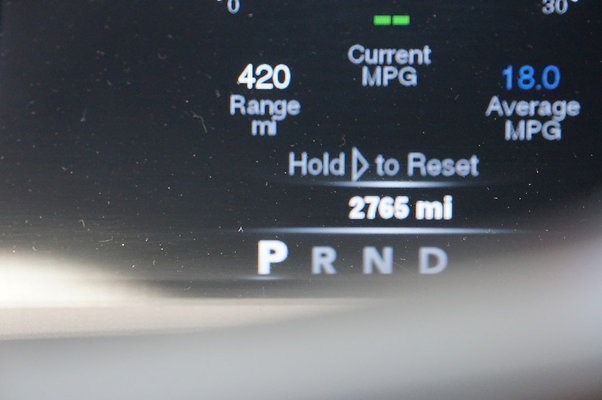 0
30
Current
MPG
420
18.0
Range
mi
Average
MPG
Hold to Reset
2765 mi
P R N D